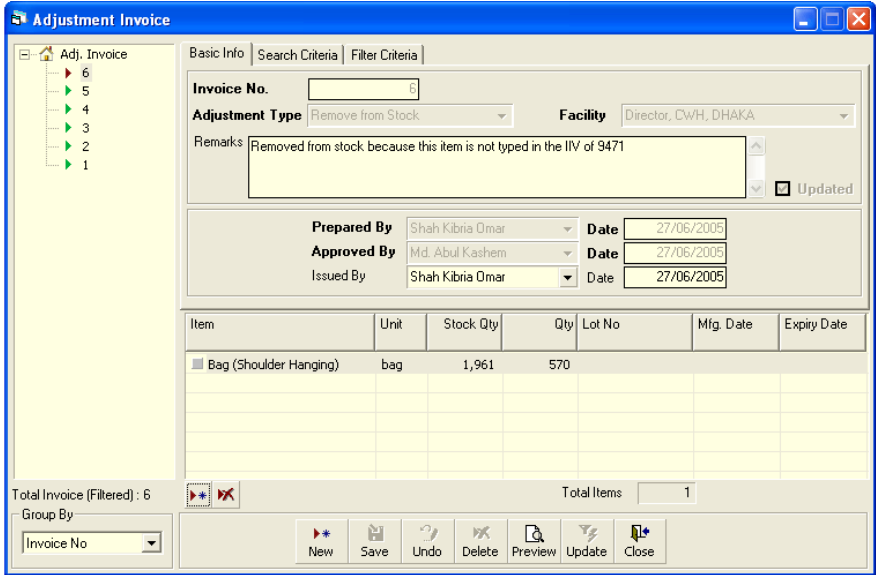 Adjustment Invoice
Adj. Invoice
6
5
4
3
2
1
Total Invoice (Filtered) : 6
Group By
Invoice No
Basic Info Search Criteria Filter Criteria
Invoice No. 6
Adjustment Type Remove from Stock Facility Director, CWH, DHAKA
Remarks Removed from stock because this item is not typed in the IIV of 9471
Updated
Prepared By Shah Kibria Omar Date 27/06/2005
Approved By Md. Abul Kashem Date 27/06/2005
Issued By Shah Kibria Omar Date 27/06/2005
Item Unit Stock Qty Qty Lot No Mfg. Date Expiry Date
Bag (Shoulder Hanging) bag 1,961 570
Total Items 1
New Save Undo Delete Preview Update Close